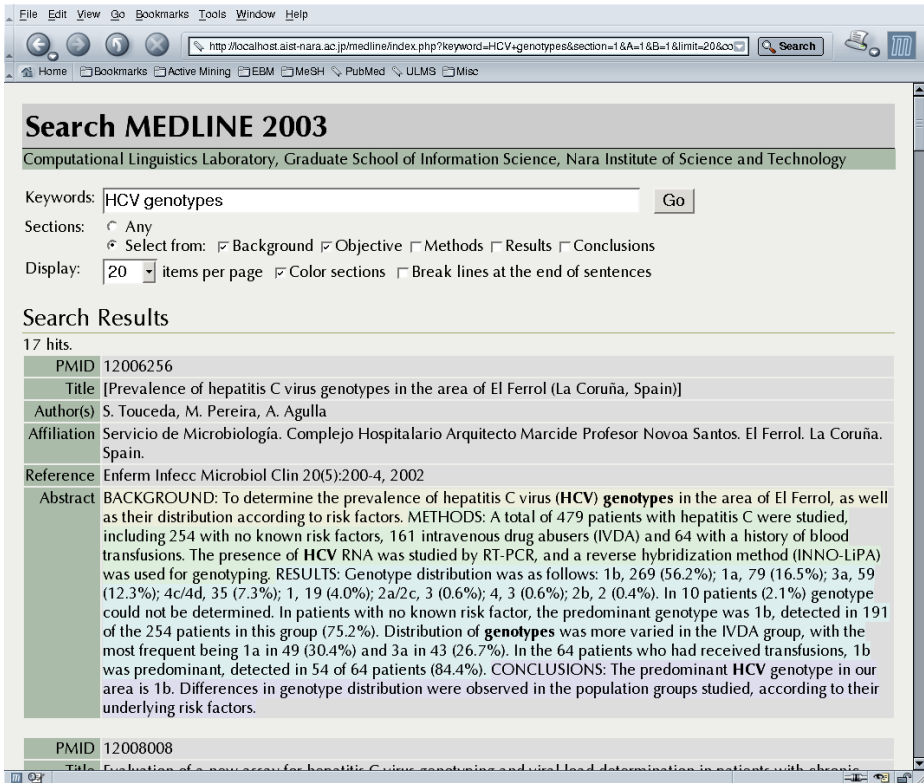 File Edit View Go Bookmarks Tools Window Help
http://localhost.aist-nara.ac.jp/medline/index.php?keyword=HCV+genotypes&section=1&A=1&B=1&limit=20&co
Search
Home Bookmarks Active Mining EBM MeSH PubMed ULMS Misc
Search MEDLINE 2003
Computational Linguistics Laboratory, Graduate School of Information Science, Nara Institute of Science and Technology
Keywords: HCV genotypes Go
Sections: Any
Select from: Background Objective Methods Results Conclusions
Display: 20 items per page Color sections Break lines at the end of sentences
Search Results
17 hits.
PMID 12006256
Title [Prevalence of hepatitis C virus genotypes in the area of El Ferrol (La Coruña, Spain)]
Author(s) S. Touceda, M. Pereira, A. Agulla
Affiliation Servicio de Microbiología. Complejo Hospitalario Arquitecto Marcide Profesor Novoa Santos. El Ferrol. La Coruña.
Spain.
Reference Enferm Infecc Microbiol Clin 20(5):200-4, 2002
Abstract BACKGROUND: To determine the prevalence of hepatitis C virus (HCV) genotypes in the area of El Ferrol, as well
as their distribution according to risk factors. METHODS: A total of 479 patients with hepatitis C were studied,
including 254 with no known risk factors, 161 intravenous drug abusers (IVDA) and 64 with a history of blood
transfusions. The presence of HCV RNA was studied by RT-PCR, and a reverse hybridization method (INNO-LiPA)
was used for genotyping. RESULTS: Genotype distribution was as follows: 1b, 269 (56.2%); 1a, 79 (16.5%); 3a, 59
(12.3%); 4c/4d, 35 (7.3%); 1, 19 (4.0%); 2a/2c, 3 (0.6%); 4, 3 (0.6%); 2b, 2 (0.4%). In 10 patients (2.1%) genotype
could not be determined. In patients with no known risk factor, the predominant genotype was 1b, detected in 191
of the 254 patients in this group (75.2%). Distribution of genotypes was more varied in the IVDA group, with the
most frequent being 1a in 49 (30.4%) and 3a in 43 (26.7%). In the 64 patients who had received transfusions, 1b
was predominant, detected in 54 of 64 patients (84.4%). CONCLUSIONS: The predominant HCV genotype in our
area is 1b. Differences in genotype distribution were observed in the population groups studied, according to their
underlying risk factors.
PMID 12008008
Title Evaluation of a new array for hepatitis C virus genotyping and viral load determination in patients with chronic